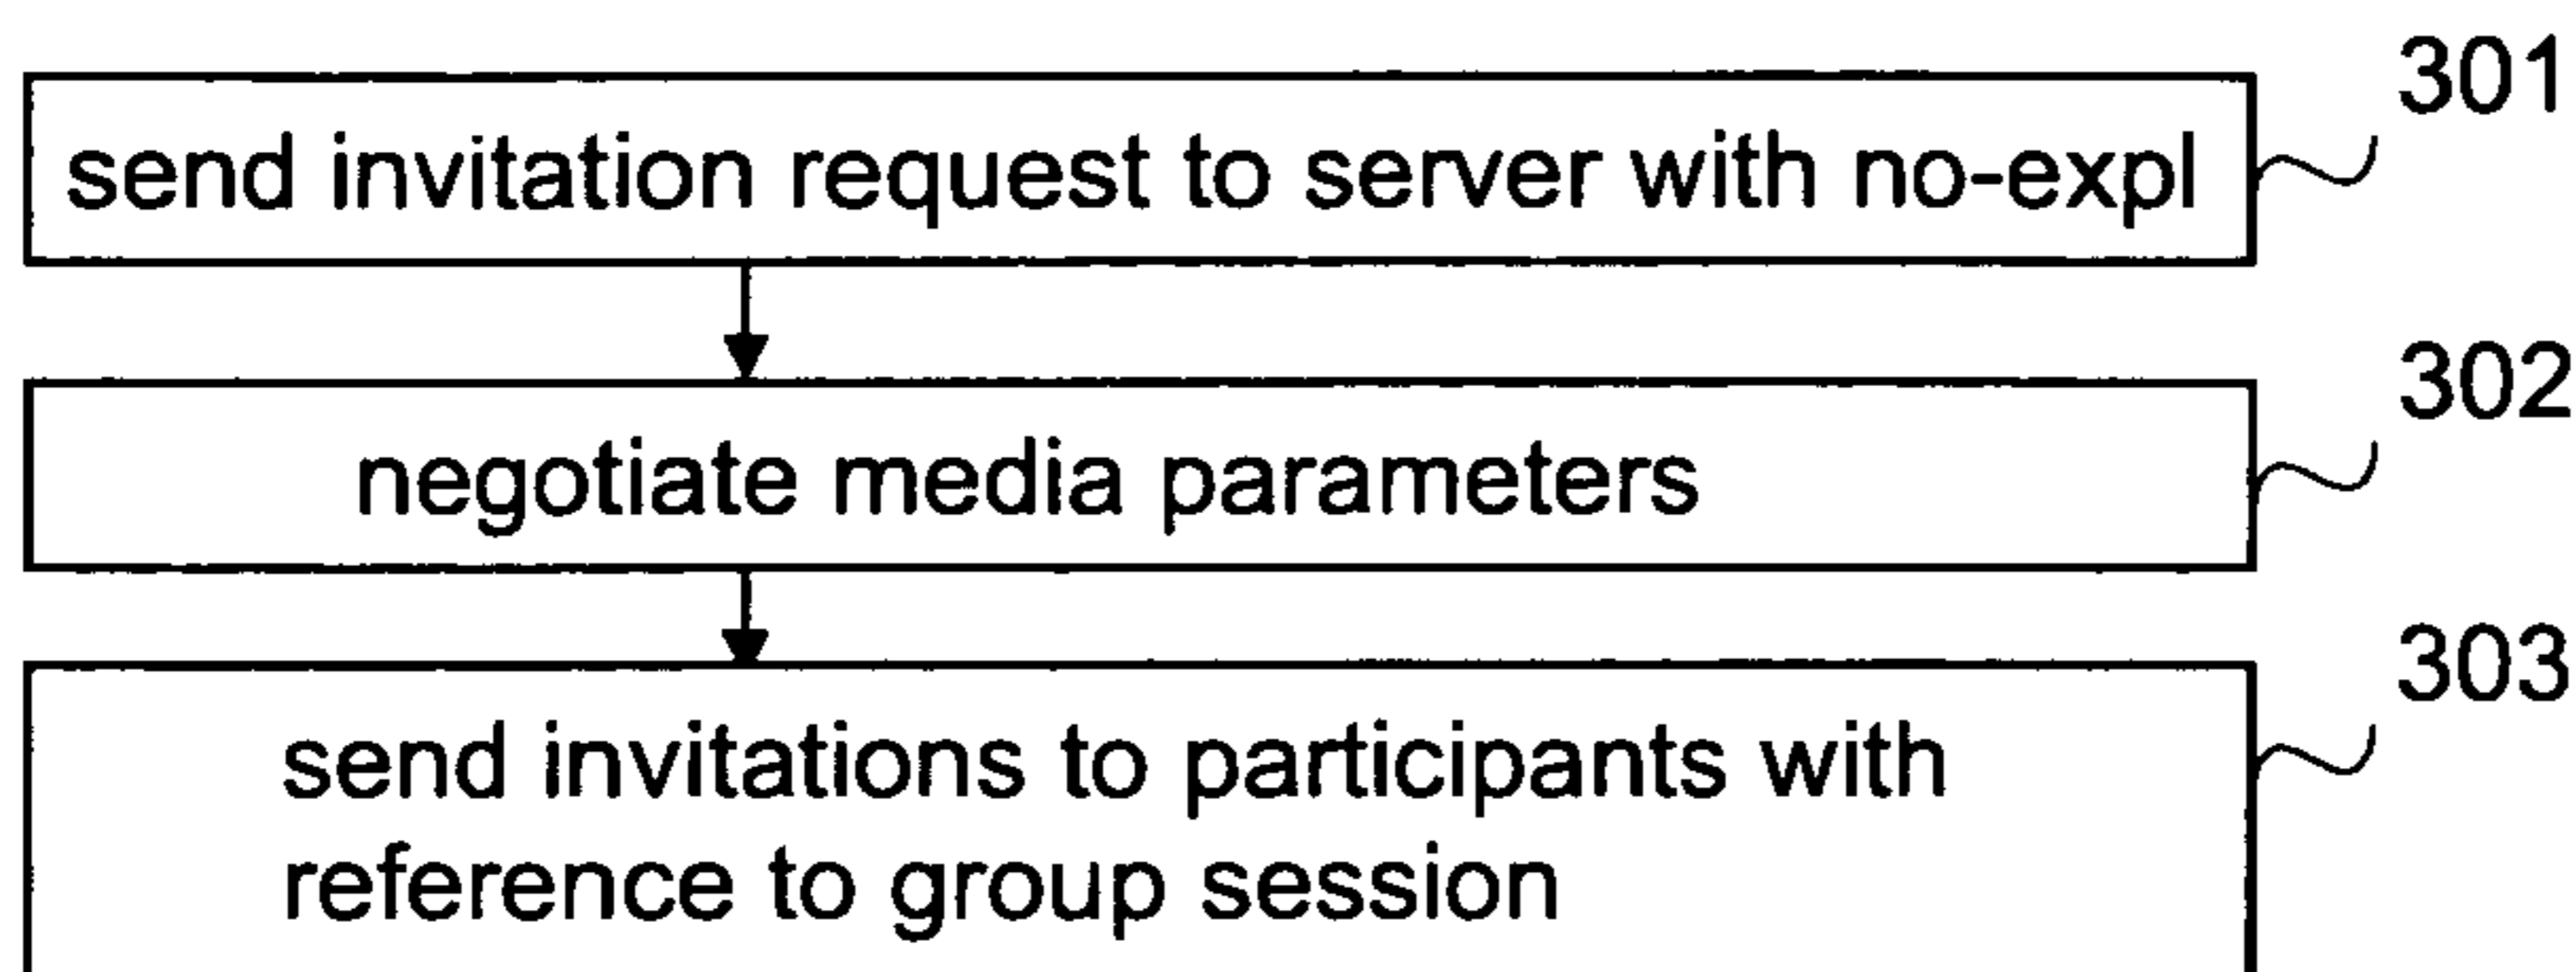 301
send invitation request to server with no-expl
302
negotiate media parameters
303
send invitations to participants with
reference to group session